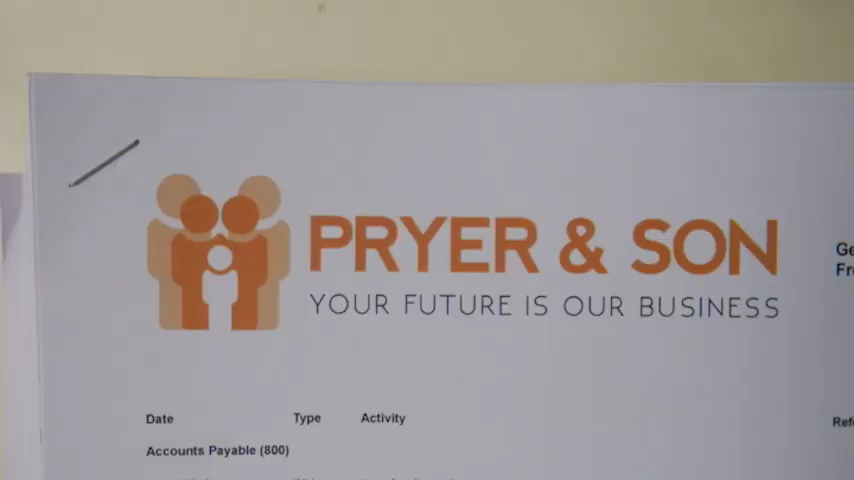 PRYER & SON
YOUR FUTURE IS OUR BUSINESS
Date Type Activity
Accounts Payable (800)